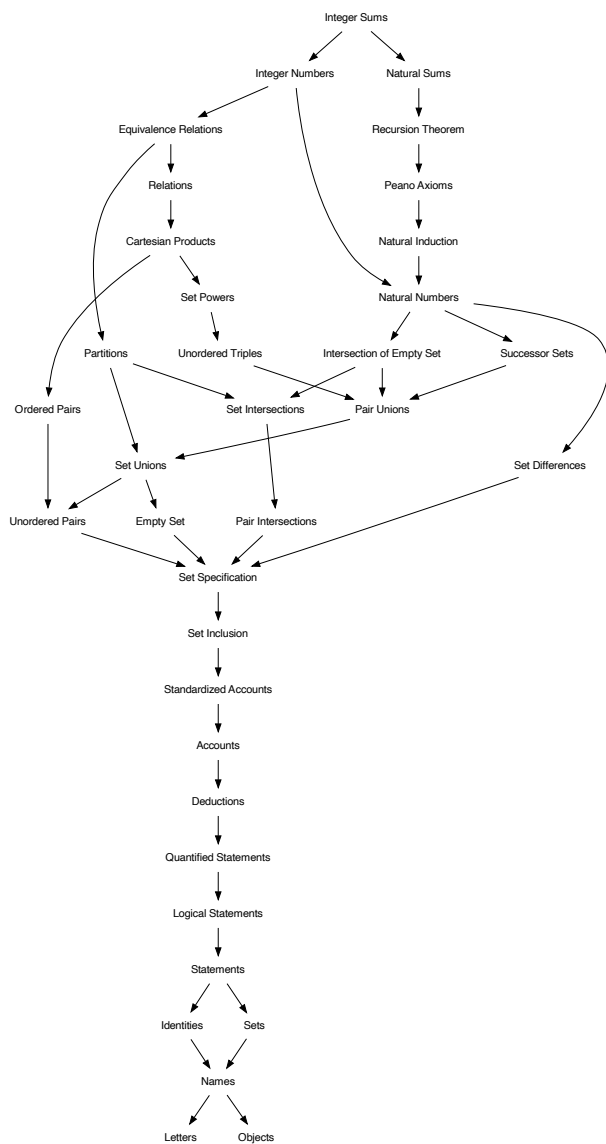 Integer Sums
Integer Numbers
Natural Sums
Equivalence Relations
Recursion Theorem
Relations
Peano Axioms
Cartesian Products
Natural Induction
Set Powers
Natural Numbers
Partitions
Unordered Triples
Intersection of Empty Set
Successor Sets
Ordered Pairs
Set Intersections
Pair Unions
Set Unions
Set Differences
Unordered Pairs
Empty Set
Pair Intersections
Set Specification
Set Inclusion
Standardized Accounts
Accounts
Deductions
Quantified Statements
Logical Statements
Statements
Identities
Sets
Names
Letters
Objects